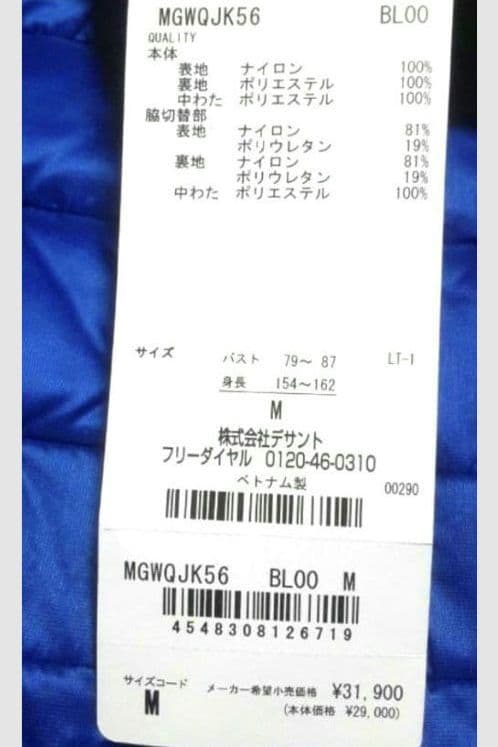 MGWQJK56 BL00
QUALITY
本体
表地 ナイロン 100%
裏地 ポリエステル 100%
中わた ポリエステル 100%
脇切替部
表地 ナイロン 81%
ポリウレタン 19%
裏地 ナイロン 81%
ポリウレタン 19%
中わた ポリエステル 100%
サイズ バスト 79～ 87 LT-1
身長 154～162
M
株式会社デサント
フリーダイヤル 0120-46-0310
ベトナム製
00290
MGWQJK56 BL00 M
4548308126719
サイズコード メーカー希望小売価格 ¥31,900
M (本体価格 ¥29,000)